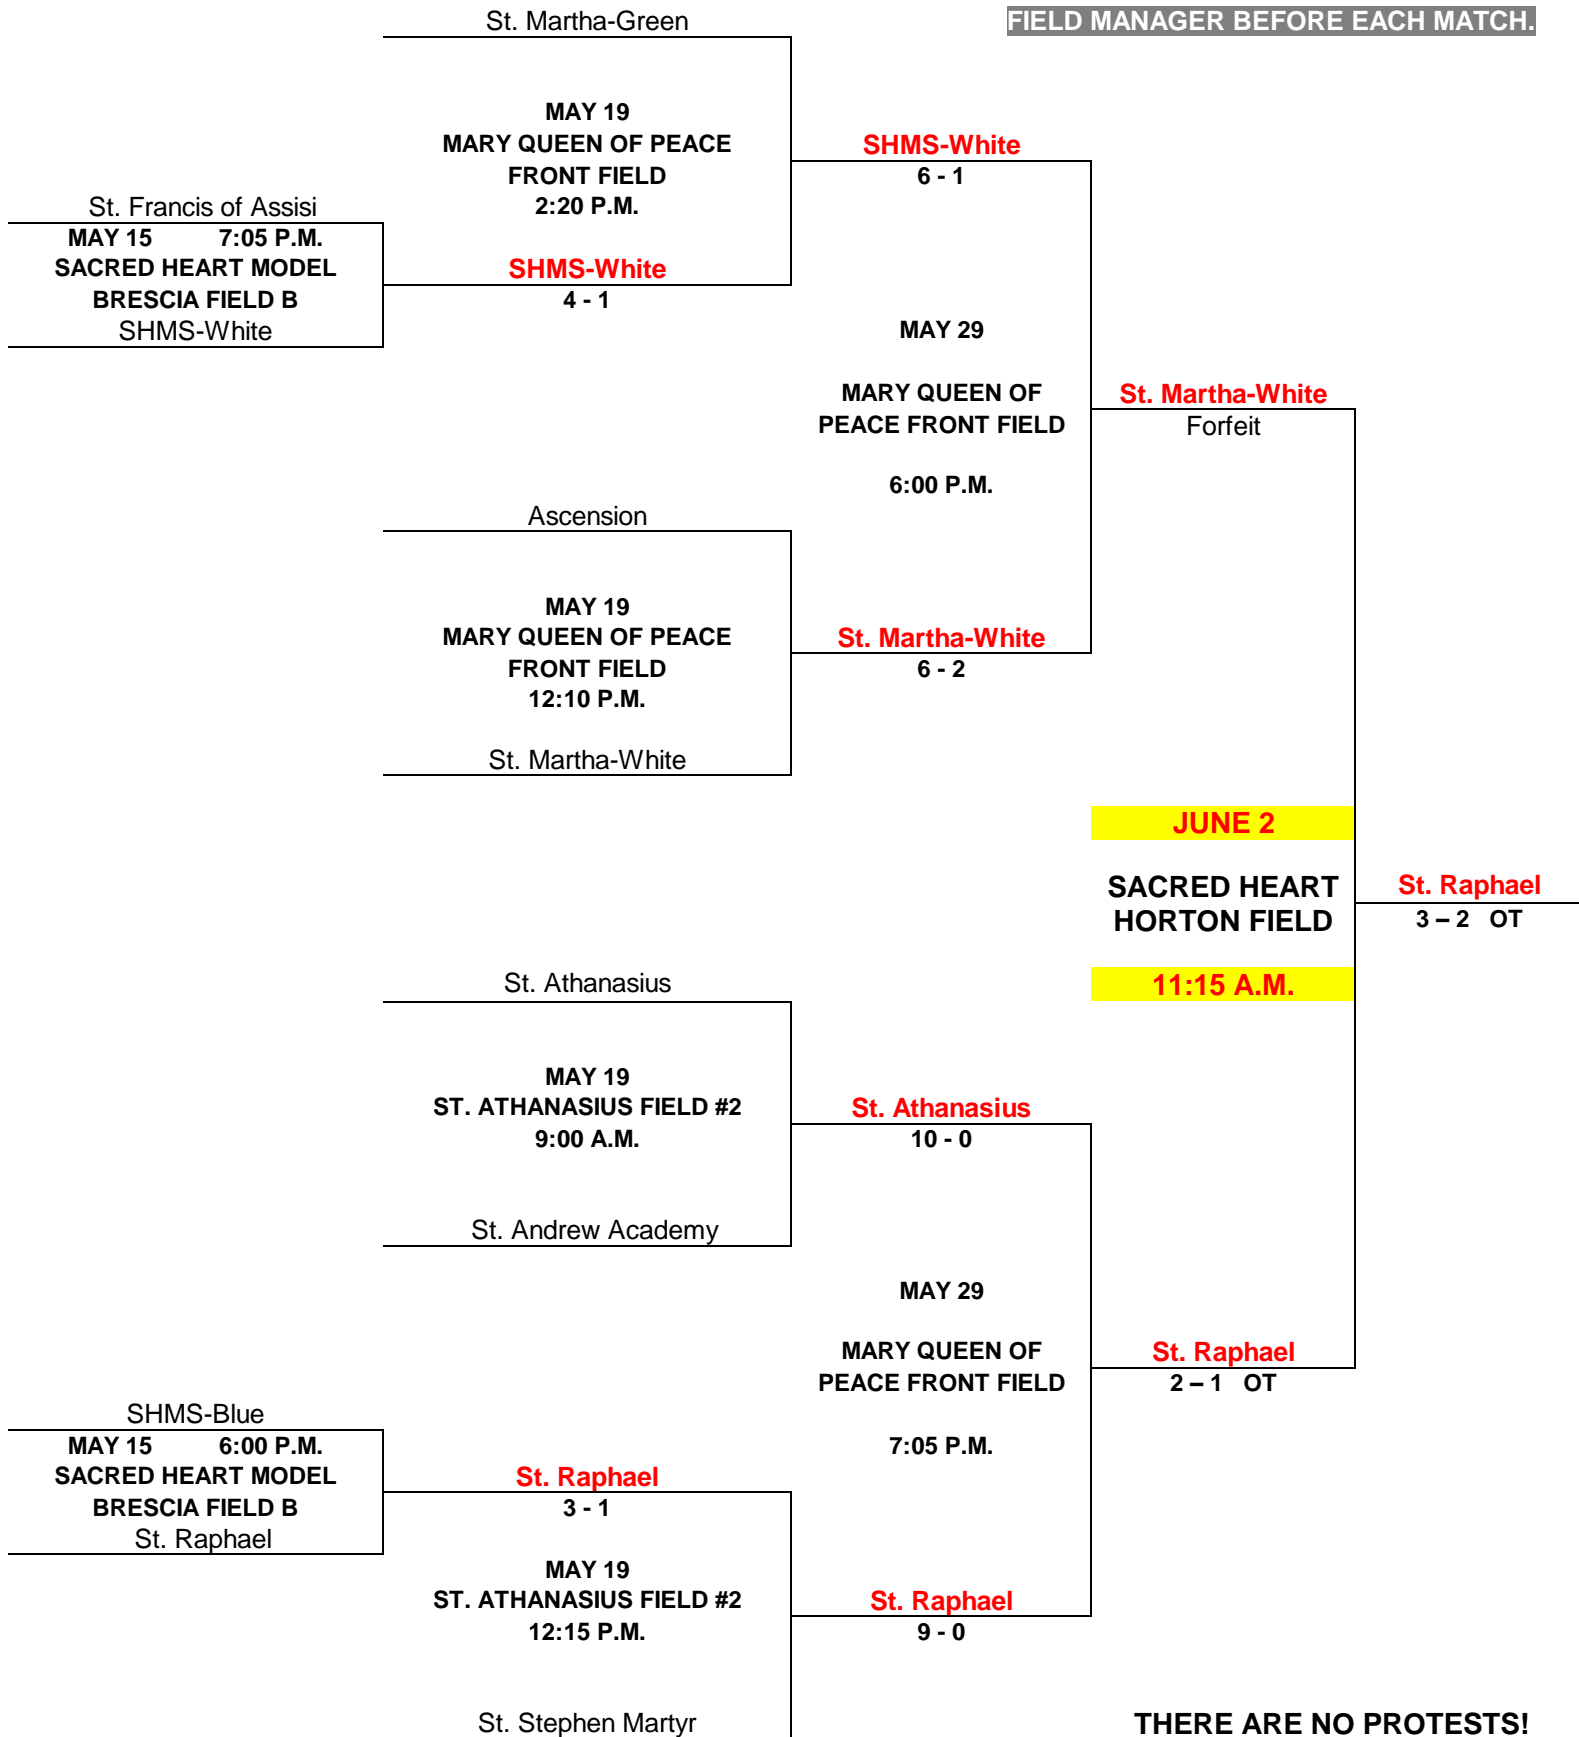 St. Martha-Green
FIELD MANAGER BEFORE EACH MATCH.
MAY 19
MARY QUEEN OF PEACE
FRONT FIELD
2:20 P.M.
SHMS-White
6 - 1
St. Francis of Assisi
MAY 15 7:05 P.M.
SACRED HEART MODEL
BRESCIA FIELD B
SHMS-White
SHMS-White
4 - 1
MAY 29
MARY QUEEN OF
PEACE FRONT FIELD
6:00 P.M.
St. Martha-White
Forfeit
Ascension
MAY 19
MARY QUEEN OF PEACE
FRONT FIELD
12:10 P.M.
St. Martha-White
6 - 2
St. Martha-White
JUNE 2
SACRED HEART
HORTON FIELD
11:15 A.M.
St. Raphael
3 – 2 OT
St. Athanasius
MAY 19
ST. ATHANASIUS FIELD #2
9:00 A.M.
St. Athanasius
10 - 0
St. Andrew Academy
MAY 29
MARY QUEEN OF
PEACE FRONT FIELD
7:05 P.M.
St. Raphael
2 – 1 OT
SHMS-Blue
MAY 15 6:00 P.M.
SACRED HEART MODEL
BRESCIA FIELD B
St. Raphael
St. Raphael
3 - 1
MAY 19
ST. ATHANASIUS FIELD #2
12:15 P.M.
St. Raphael
9 - 0
St. Stephen Martyr
THERE ARE NO PROTESTS!